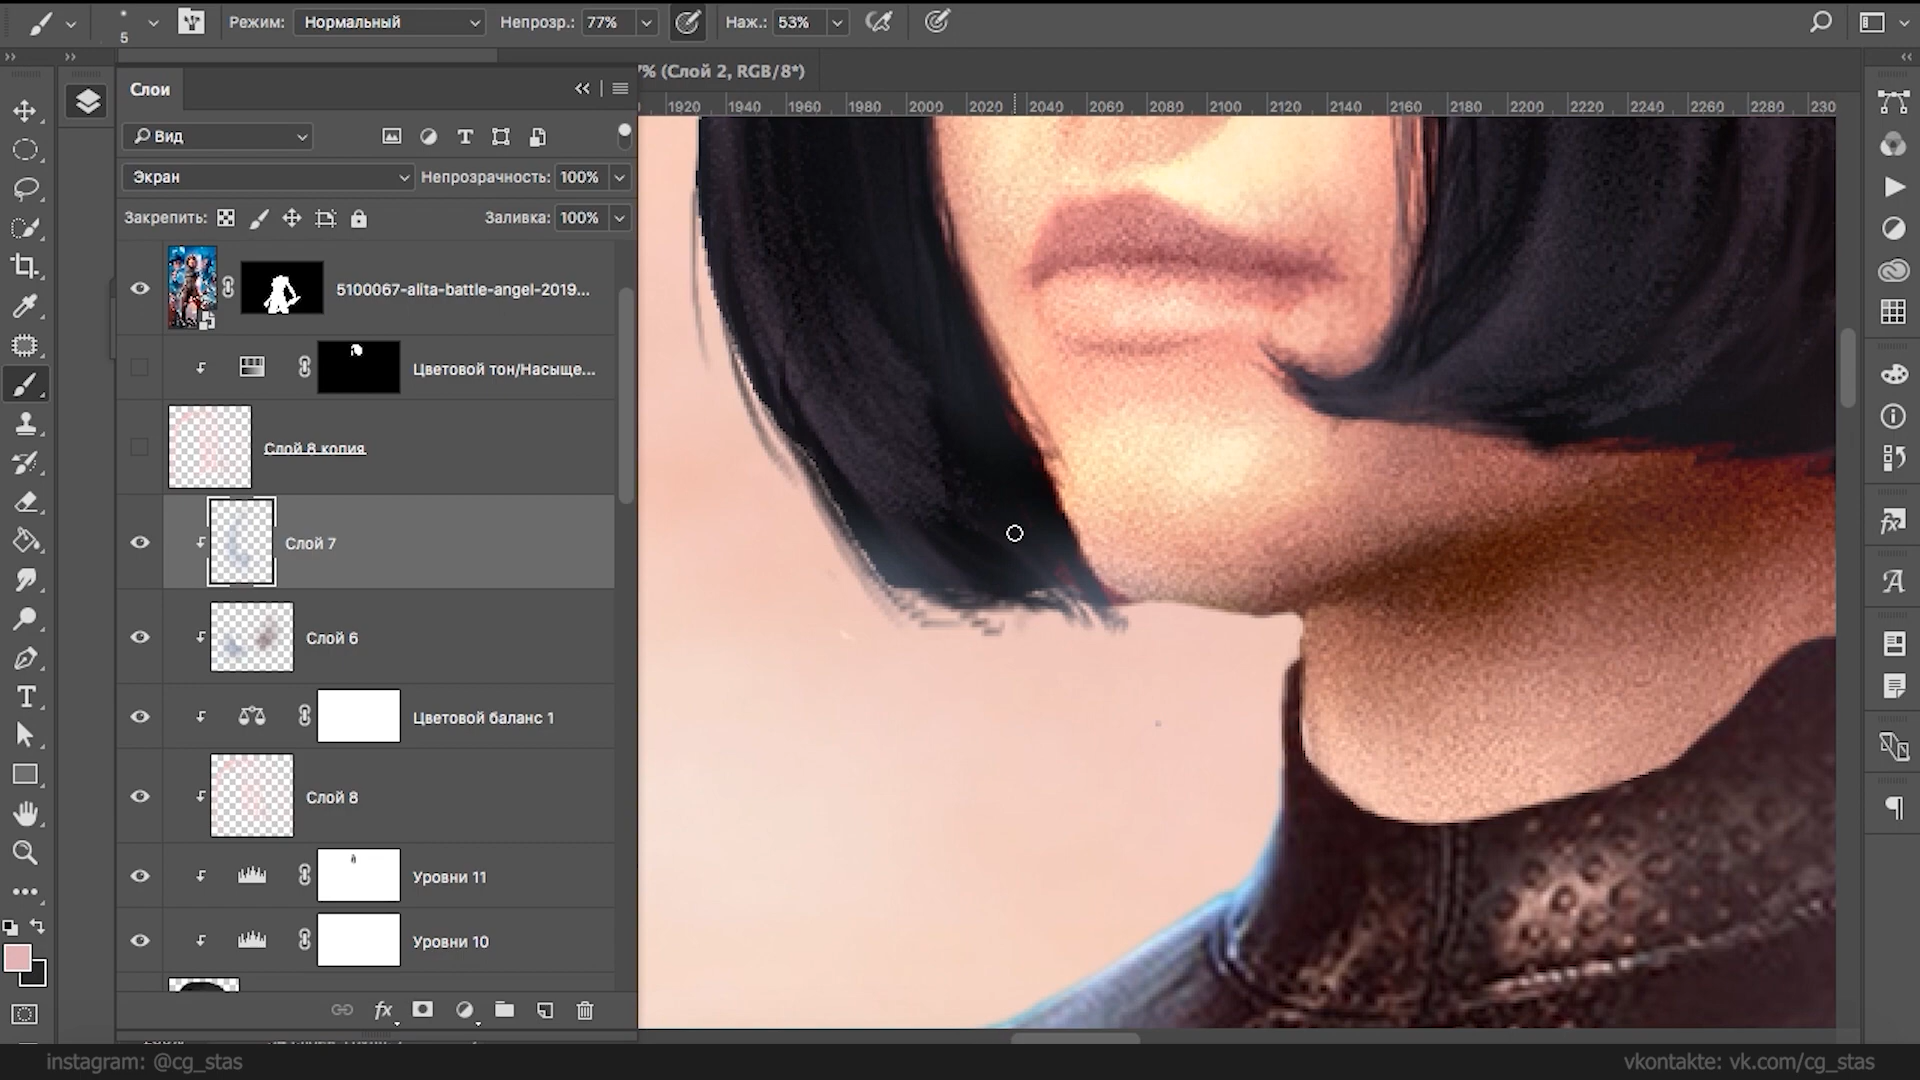 5
Режим:
Нормальный
Непрозр.:
77%
Наж.:
53%
7% (Слой 2, RGB/8*)
1920 1940 1960 1980 2000 2020 2040 2060 2080 2100 2120 2140 2160 2180 2200 2220 2240 2260 2280 230
Слои
Вид
Экран
Непрозрачность:
100%
Закрепить:
Заливка:
100%
5100067-alita-battle-angel-2019...
Цветовой тон/Насыще...
Слой 8 копия
Слой 7
Слой 6
Цветовой баланс 1
Слой 8
Уровни 11
Уровни 10
fx
instagram: @cg_stas
vkontakte: vk.com/cg_stas